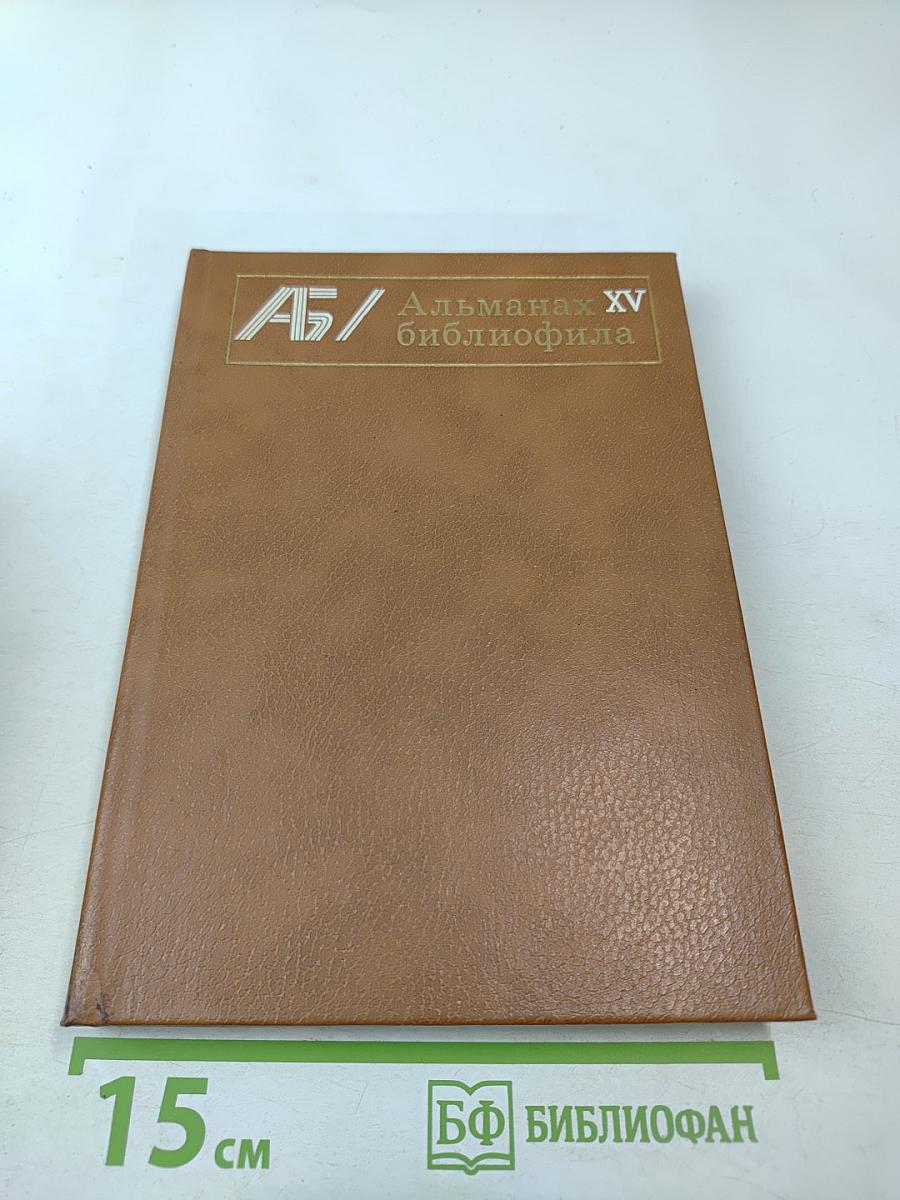 АБ/ Альманах XV
библиофила
15 см БФ БИБЛИОФАН